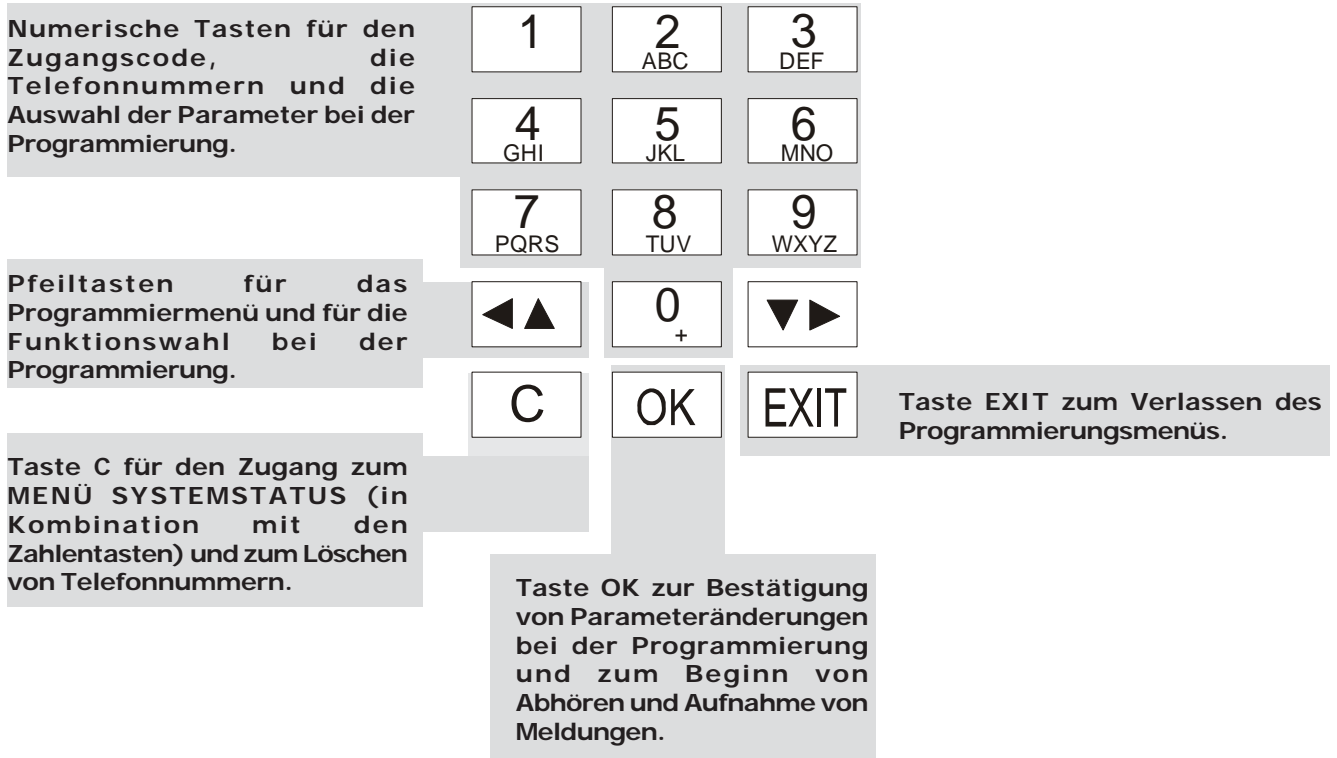 Numerische Tasten für den
Zugangscode, die
Telefonnummern und die
Auswahl der Parameter bei der
Programmierung.
1
2
ABC
3
DEF
4
GHI
5
JKL
6
MNO
7
PQRS
8
TUV
9
WXYZ
Pfeiltasten für das
Programmiermenü und für die
Funktionswahl bei der
Programmierung.
◀ ▲
0
+
▼ ▶
C
OK
EXIT
Taste EXIT zum Verlassen des
Programmierungsmenüs.
Taste C für den Zugang zum
MENÜ SYSTEMSTATUS (in
Kombination mit den
Zahlentasten) und zum Löschen
von Telefonnummern.
Taste OK zur Bestätigung
von Parameteränderungen
bei der Programmierung
und zum Beginn von
Abhören und Aufnahme von
Meldungen.